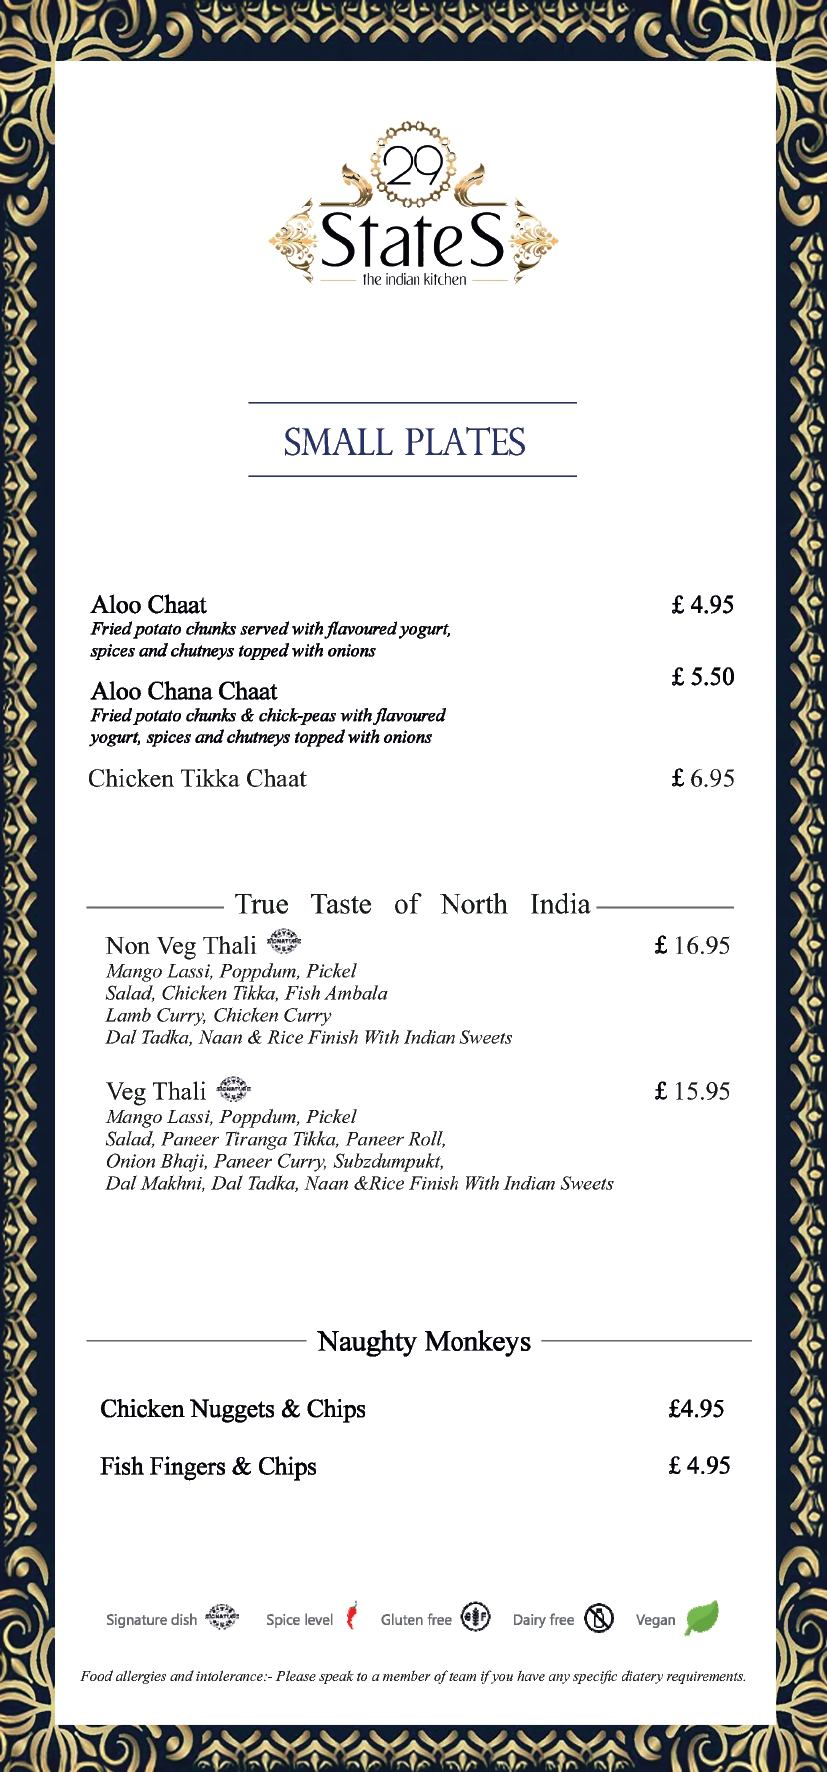 29
StateS
the indian kitchen
SMALL PLATES
Aloo Chaat £ 4.95
Fried potato chunks served with flavoured yogurt,
spices and chutneys topped with onions
£ 5.50
Aloo Chana Chaat
Fried potato chunks & chick-peas with flavoured
yogurt, spices and chutneys topped with onions
Chicken Tikka Chaat £ 6.95
True Taste of North India
Non Veg Thali SIGNATURE £ 16.95
Mango Lassi, Poppdum, Pickel
Salad, Chicken Tikka, Fish Ambala
Lamb Curry, Chicken Curry
Dal Tadka, Naan & Rice Finish With Indian Sweets
Veg Thali SIGNATURE £ 15.95
Mango Lassi, Poppdum, Pickel
Salad, Paneer Tiranga Tikka, Paneer Roll,
Onion Bhaji, Paneer Curry, Subzdumpukt,
Dal Makhni, Dal Tadka, Naan &Rice Finish With Indian Sweets
Naughty Monkeys
Chicken Nuggets & Chips £4.95
Fish Fingers & Chips £ 4.95
Signature dish SIGNATURE Spice level Gluten free GF Dairy free Vegan
Food allergies and intolerance:- Please speak to a member of team if you have any specific diatery requirements.